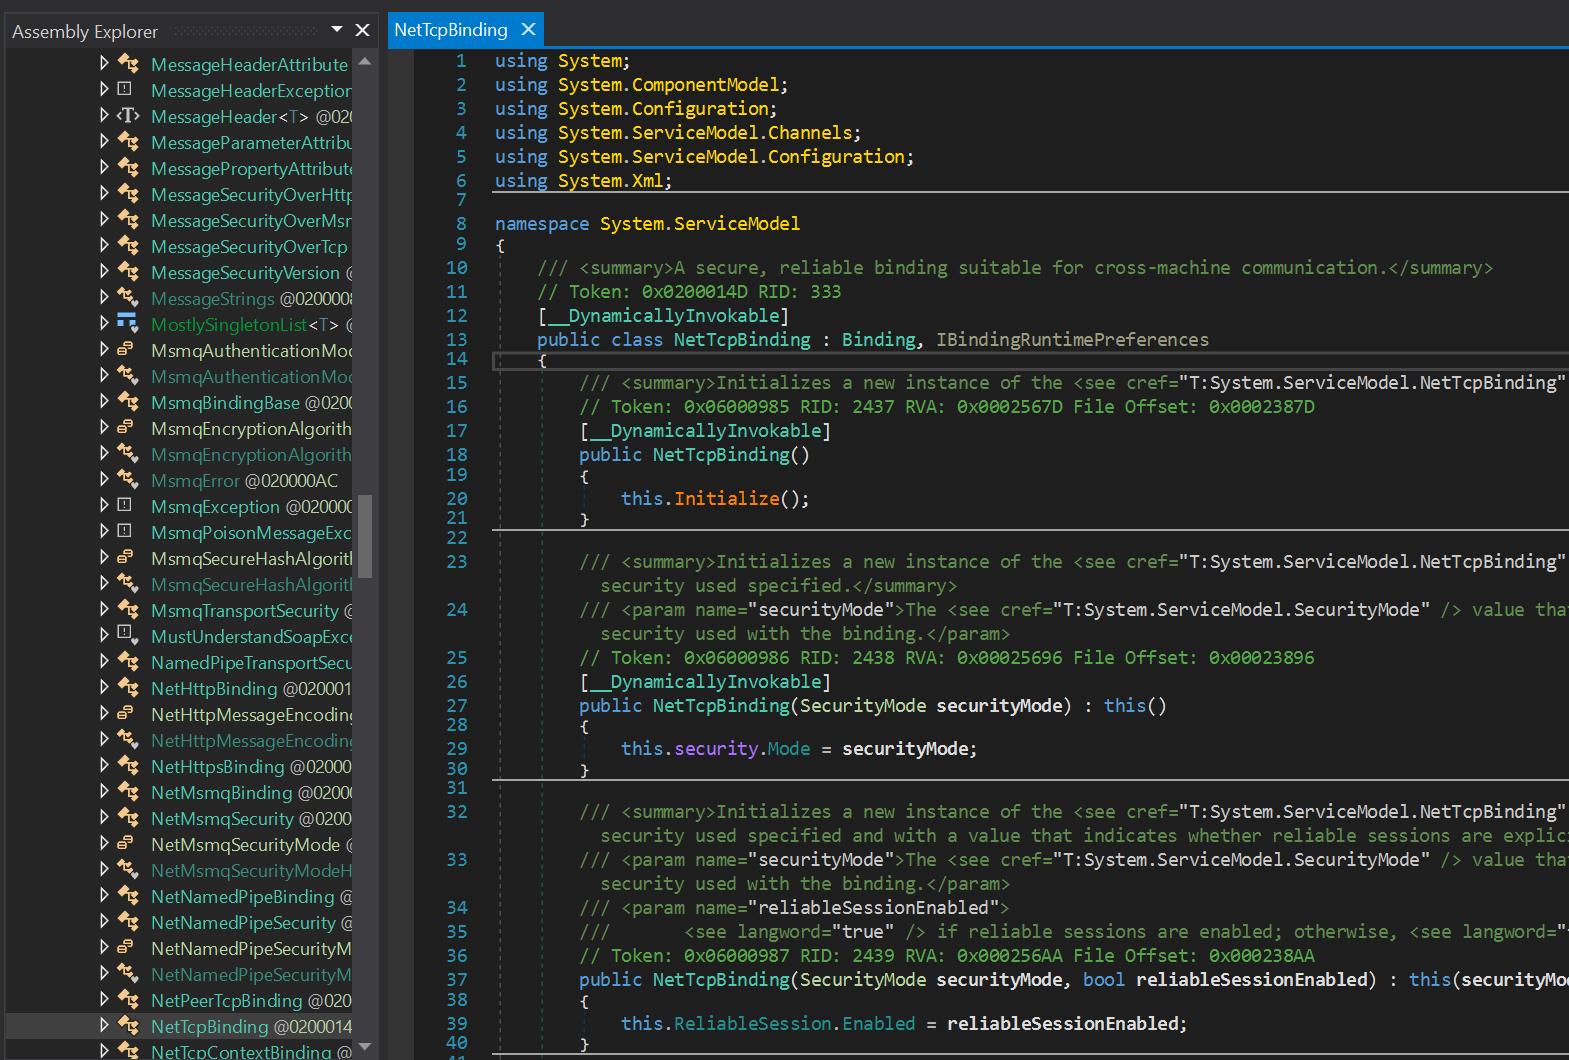 Assembly Explorer
MessageHeaderAttribute
MessageHeaderException
MessageHeader<T> @020
MessageParameterAttribu
MessagePropertyAttribute
MessageSecurityOverHttp
MessageSecurityOverMsm
MessageSecurityOverTcp
MessageSecurityVersion @
MessageStrings @0200008
MostlySingletonList<T> @
MsmqAuthenticationMod
MsmqAuthenticationMod
MsmqBindingBase @0200
MsmqEncryptionAlgorith
MsmqEncryptionAlgorith
MsmqError @020000AC
MsmqException @020000
MsmqPoisonMessageExc
MsmqSecureHashAlgorith
MsmqSecureHashAlgorith
MsmqTransportSecurity @
MustUnderstandSoapExce
NamedPipeTransportSecu
NetHttpBinding @020001
NetHttpMessageEncoding
NetHttpMessageEncoding
NetHttpsBinding @02000
NetMsmqBinding @0200
NetMsmqSecurity @0200
NetMsmqSecurityMode @
NetMsmqSecurityModeH
NetNamedPipeBinding @
NetNamedPipeSecurity @
NetNamedPipeSecurityM
NetNamedPipeSecurityM
NetPeerTcpBinding @020
NetTcpBinding @0200014
NetTcpContextBinding @
NetTcpBinding
1 using System;
2 using System.ComponentModel;
3 using System.Configuration;
4 using System.ServiceModel.Channels;
5 using System.ServiceModel.Configuration;
6 using System.Xml;
7
8 namespace System.ServiceModel
9 {
10 /// <summary>A secure, reliable binding suitable for cross-machine communication.</summary>
11 // Token: 0x0200014D RID: 333
12 [__DynamicallyInvokable]
13 public class NetTcpBinding : Binding, IBindingRuntimePreferences
14 {
15 /// <summary>Initializes a new instance of the <see cref="T:System.ServiceModel.NetTcpBinding"
16 // Token: 0x06000985 RID: 2437 RVA: 0x0002567D File Offset: 0x0002387D
17 [__DynamicallyInvokable]
18 public NetTcpBinding()
19 {
20 this.Initialize();
21 }
22
23 /// <summary>Initializes a new instance of the <see cref="T:System.ServiceModel.NetTcpBinding"
security used specified.</summary>
24 /// <param name="securityMode">The <see cref="T:System.ServiceModel.SecurityMode" /> value tha
security used with the binding.</param>
25 // Token: 0x06000986 RID: 2438 RVA: 0x00025696 File Offset: 0x00023896
26 [__DynamicallyInvokable]
27 public NetTcpBinding(SecurityMode securityMode) : this()
28 {
29 this.security.Mode = securityMode;
30 }
31
32 /// <summary>Initializes a new instance of the <see cref="T:System.ServiceModel.NetTcpBinding"
security used specified and with a value that indicates whether reliable sessions are explici
33 /// <param name="securityMode">The <see cref="T:System.ServiceModel.SecurityMode" /> value tha
security used with the binding.</param>
34 /// <param name="reliableSessionEnabled">
35 /// <see langword="true" /> if reliable sessions are enabled; otherwise, <see langword="
36 // Token: 0x06000987 RID: 2439 RVA: 0x000256AA File Offset: 0x000238AA
37 public NetTcpBinding(SecurityMode securityMode, bool reliableSessionEnabled) : this(securityMo
38 {
39 this.ReliableSession.Enabled = reliableSessionEnabled;
40 }